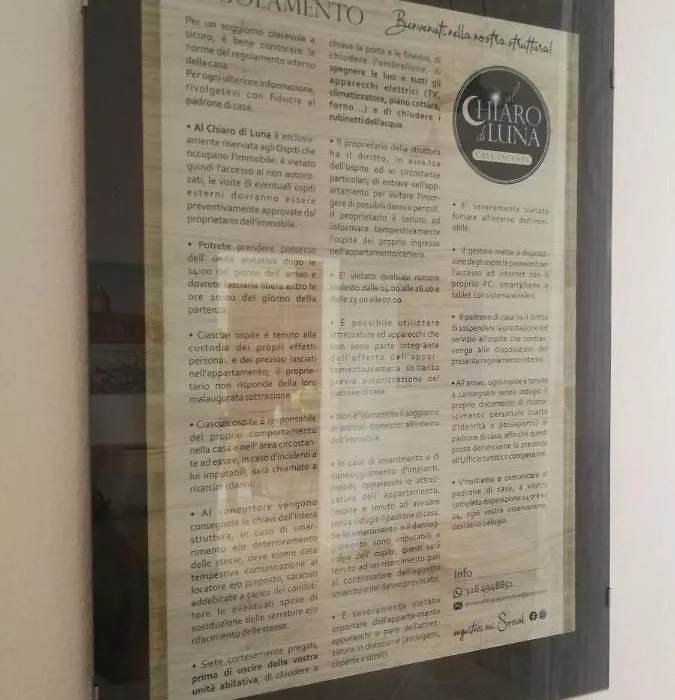 REGOLAMENTO
Benvenuti nella nostra struttura!
Per un soggiorno piacevole e
sicuro, è bene conoscere le
norme del regolamento interno
della casa.
Per ogni ulteriore informazione,
rivolgetevi con fiducia al
padrone di casa.
• Al Chiaro di Luna è esclusiv-
amente riservata agli Ospiti che
occupano l'immobile: è vietato
quindi l'accesso ai non autoriz-
zati, le visite di eventuali ospiti
esterni dovranno essere
preventivamente approvate dal
proprietario dell'immobile.
• Potrete prendere possesso
dell' unità abitativa dopo le
14:00 del giorno dell' arrivo e
dovrete lasciarla libera entro le
ore 10:00 del giorno della
partenza.
• Ciascun ospite è tenuto alla
custodia dei propri effetti
personali e dei preziosi lasciati
nell'appartamento; il proprie-
tario non risponde della loro
malaugurata sottrazione.
• Ciascun ospite è responsabile
del proprio comportamento
nella casa e nell' area circostan-
te ad essa e, in caso d'incidenti a
lui imputabili, sarà chiamato a
risarcire i danni.
• Al conduttore vengono
consegnate le chiavi dell'intera
struttura, in caso di smar-
rimento e/o deterioramento
delle stesse, deve essere data
tempestiva comunicazione al
locatore e/o preposto, saranno
addebitate a carico del condut-
tore le eventuali spese di
sostituzione delle serrature e/o
rifacimento delle stesse.
• Siete cortesemente pregati,
prima di uscire dalla vostra
unità abitativa, di chiudere a
chiave la porta e le finestre, di
chiudere l'ombrellone, di
spegnere le luci e tutti gli
apparecchi elettrici (TV,
climatizzatore, piano cottura,
forno...) e di chiudere i
rubinetti dell'acqua.
• Il proprietario della struttura
ha il diritto, in assenza
dell'ospite ed in circostante
particolari, di entrare nell'app-
artamento per evitare l'insor-
gere di possibili danni o pericoli.
Il proprietario è tenuto ad
informare tempestivamente
l'ospite del proprio ingresso
nell'appartamento/camera.
• E' vietato qualsiasi rumore
molesto dalle 14.00 alle 16.00 e
dalle 23.00 alle 07.00.
• È possibile utilizzare
attrezzature ed apparecchi che
non sono parte integrante
dell'offerta dell'appar-
tamento/camera soltanto
previa autorizzazione del
padrone di casa.
• Non è consentito il soggiorno
di animali domestici all'interno
dell'immobile.
• In caso di smarrimento o di
danneggiamento d'impianti,
mobili, apparecchi o attrez-
zatura dell' appartamento,
l'ospite è tenuto ad avvisare
senza indugio il padrone di casa.
Se lo smarrimento o il danneg-
giamento sono imputabili a
colpa dell' ospite, questi sarà
tenuto ad un risarcimento pari
al controvalore dell'oggetto
smarrito e/o del danno provocato.
• È severamente vietato
asportare dall'apparta-mento
apparecchi o parti dell'attrez-
zatura in dotazione (asciugami,
coperte e simili).
al
CHIARO
di LUNA
CASE VACANZE
• E' severamente vietato
fumare all'interno dell'imm-
obile.
• Il gestore mette a disposiz-
ione degli ospiti le password per
l'accesso ad internet con il
proprio PC, smartphone o
tablet con sistema wireless.
• Il padrone di casa ha il diritto
di sospendere la prestazione del
servizio all'ospite che contrav-
venga alle disposizioni del
presente regolamento interno.
• All'arrivo, ogni ospite è tenuto
a consegnare senza indugio il
proprio documento di ricono-
scimento personale (carta
d'identità o passaporto) al
padrone di casa, affinché questi
possa denunciarne la presenza
all'Ufficio turistico competente.
• V'invitiamo a comunicare al
padrone di casa, a vostra
completa disposizione 24 ore su
24, ogni vostra osservazione,
desiderio o elogio.
Info
328 4948851
seguiteci sui Social